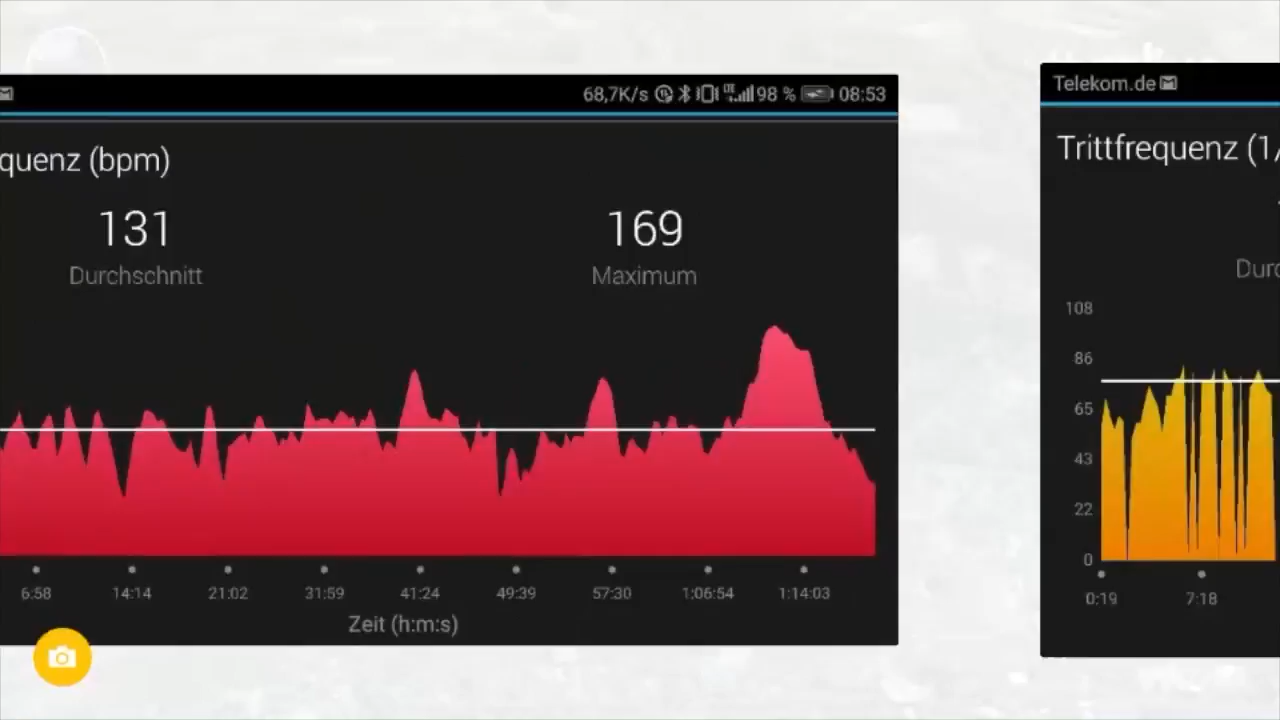 68,7K/s 98 % 08:53
quenz (bpm)
131
Durchschnitt
169
Maximum
6:58
14:14
21:02
31:59
41:24
49:39
57:30
1:06:54
1:14:03
Zeit (h:m:s)
Telekom.de
Trittfrequenz (1/
Durc
108
86
65
43
22
0
0:19
7:18